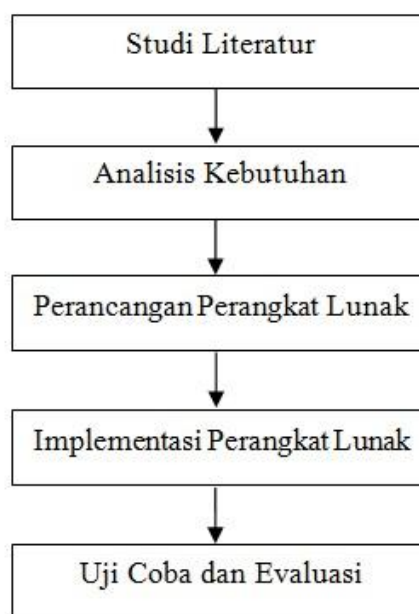 Studi Literatur
Analisis Kebutuhan
Perancangan Perangkat Lunak
Implementasi Perangkat Lunak
Uji Coba dan Evaluasi